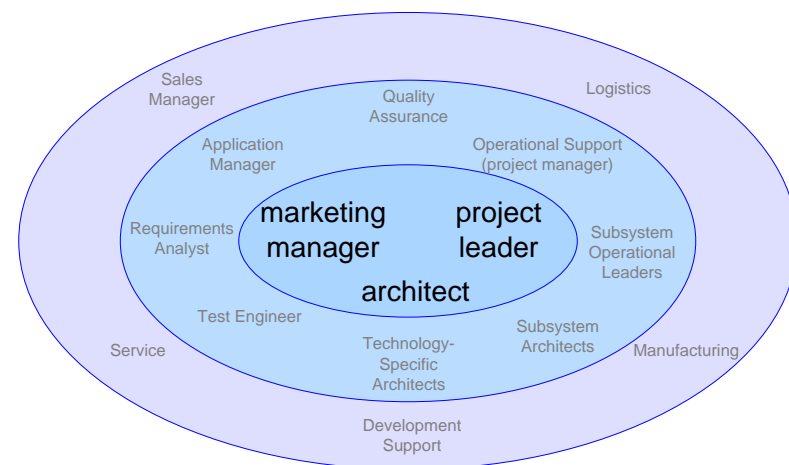 Sales
Manager
Logistics
Quality
Assurance
Application
Manager
Operational Support
(project manager)
marketing
manager
project
leader
Requirements
Analyst
Subsystem
Operational
Leaders
architect
Test Engineer
Subsystem
Architects
Technology-
Specific
Architects
Service
Manufacturing
Development
Support